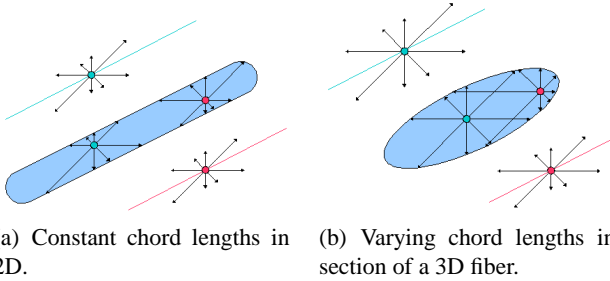 a) Constant chord lengths in
2D.
(b) Varying chord lengths in
section of a 3D fiber.